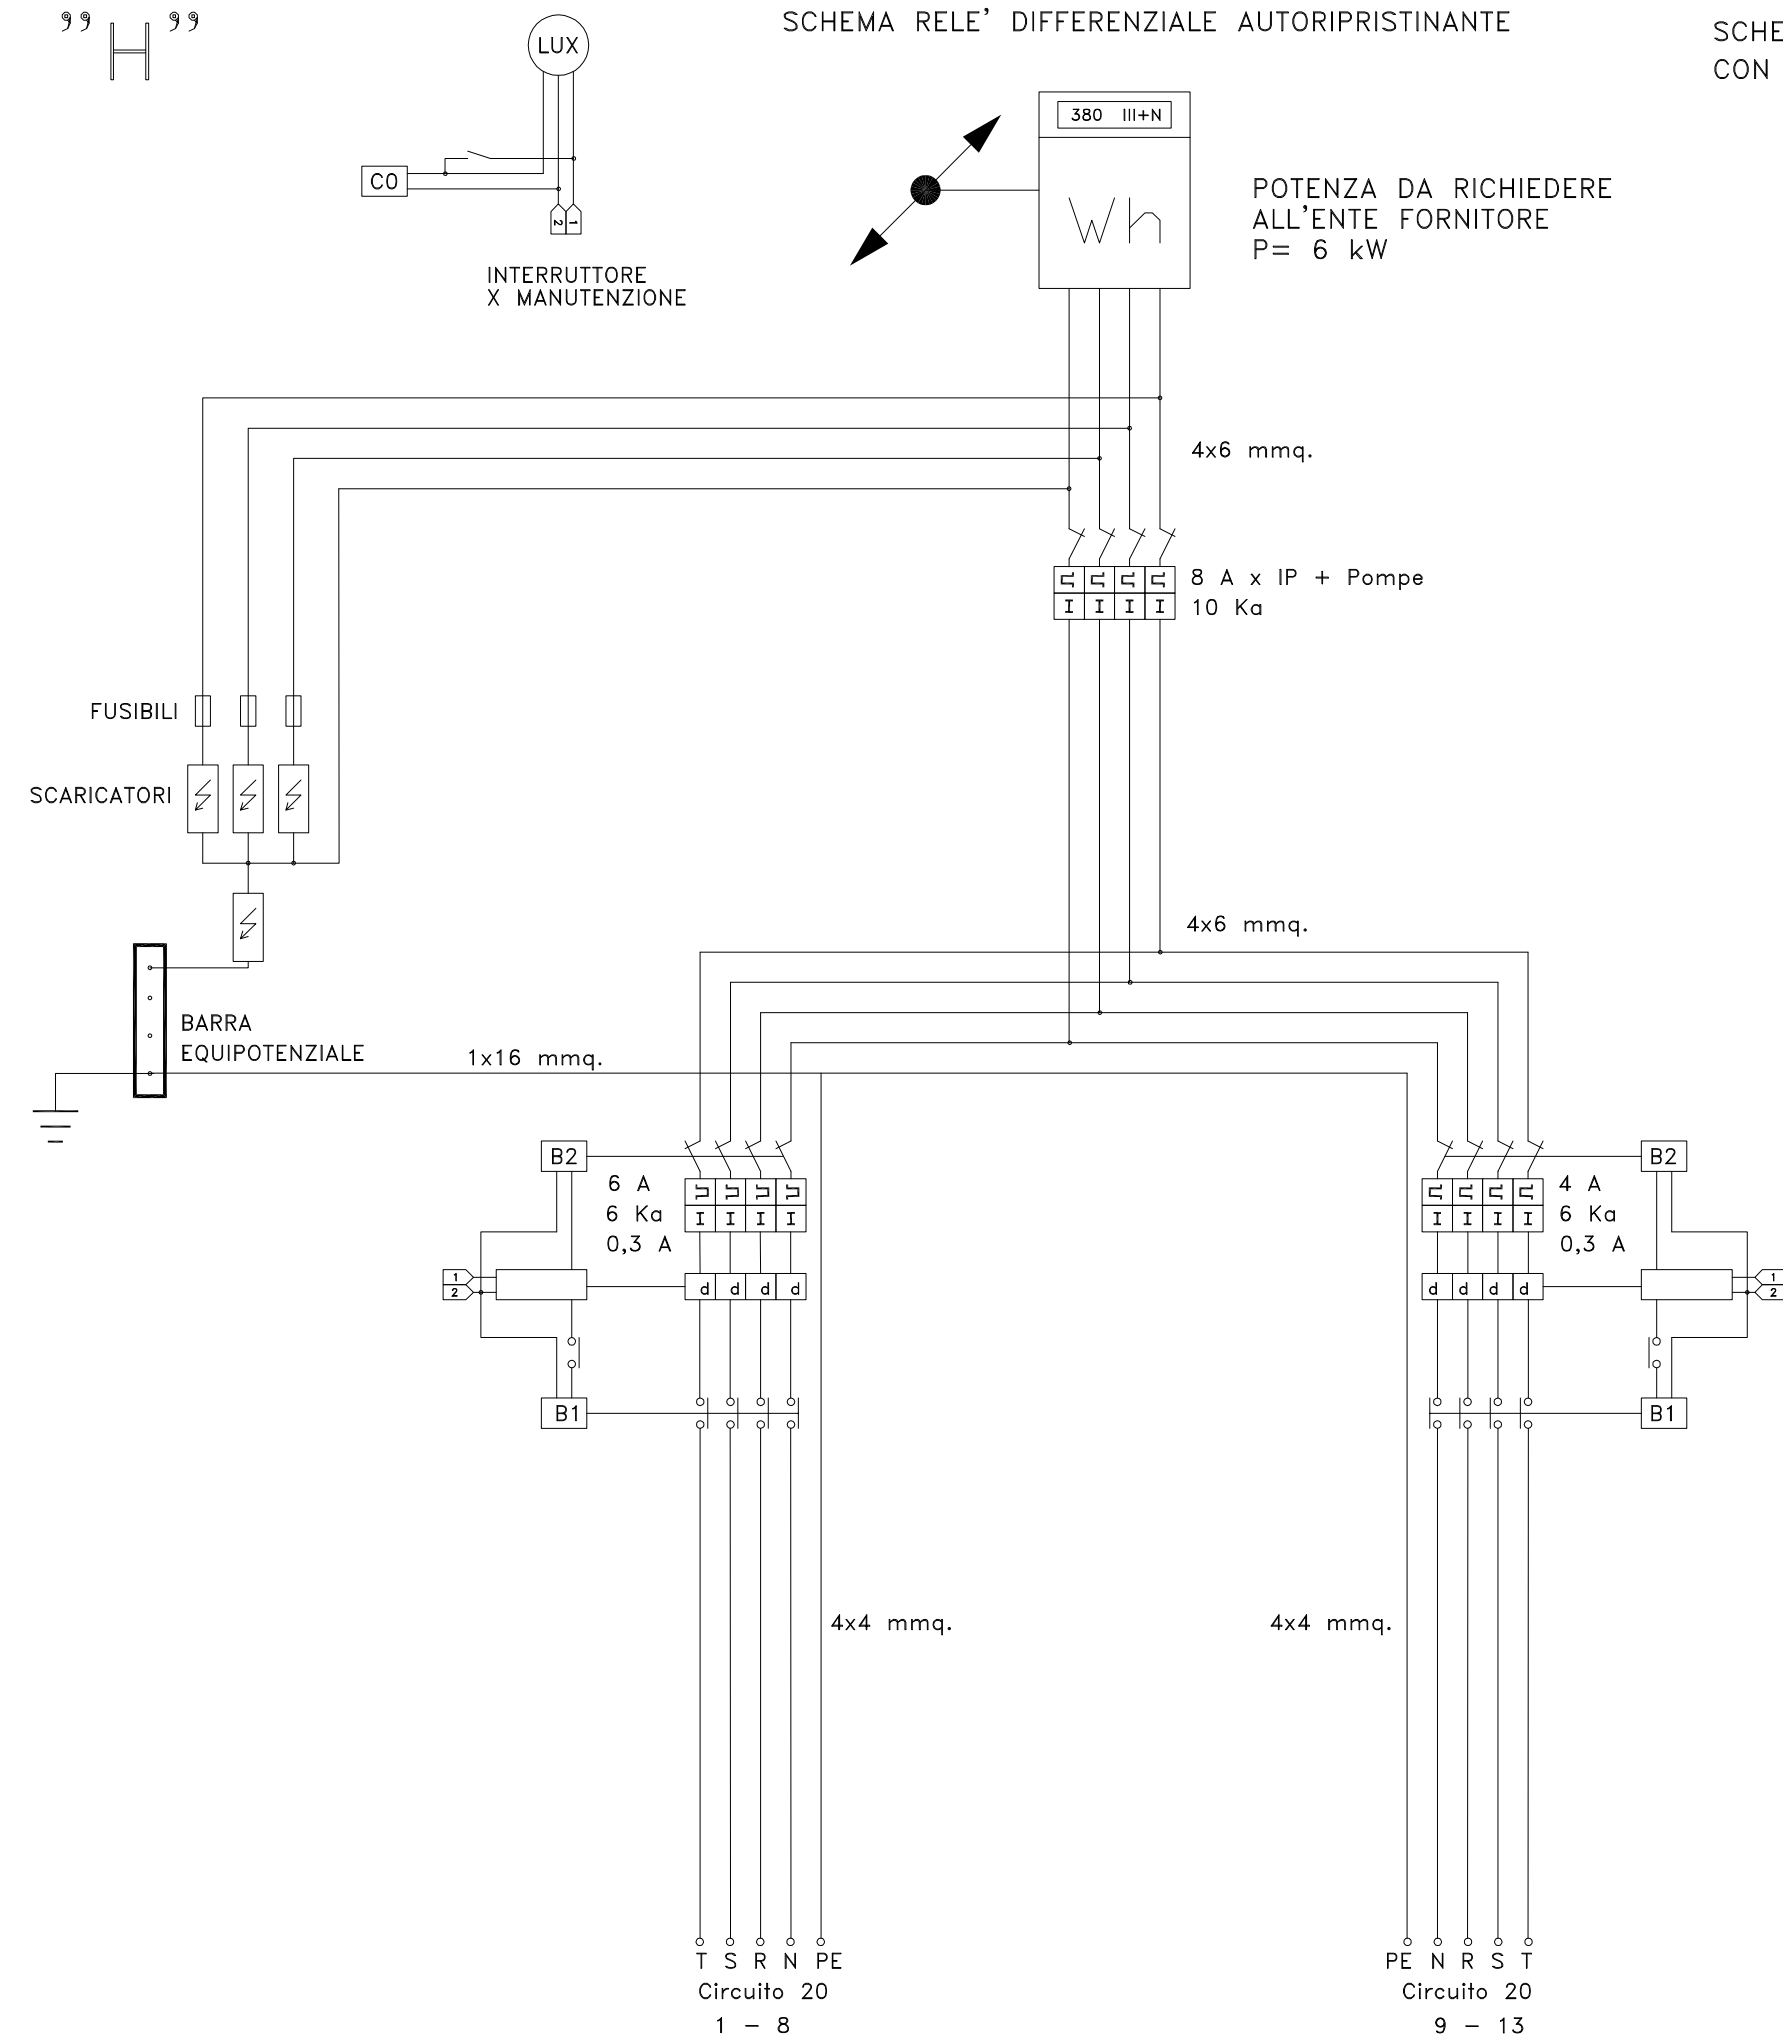 ” H ”
LUX
SCHEMA RELE’ DIFFERENZIALE AUTORIPRISTINANTE
SCHE
CON
380 III+N
Wh
C0
2 1
INTERRUTTORE
X MANUTENZIONE
POTENZA DA RICHIEDERE
ALL’ENTE FORNITORE
P= 6 kW
4x6 mmq.
8 A x IP + Pompe
I I I I 10 Ka
FUSIBILI
SCARICATORI
4x6 mmq.
BARRA
EQUIPOTENZIALE
1x16 mmq.
B2
6 A
6 Ka
0,3 A
I I I I
1
2
d d d d
B1
B2
4 A
6 Ka
0,3 A
I I I I
1
2
d d d d
B1
4x4 mmq.
4x4 mmq.
T S R N PE
Circuito 20
1 – 8
PE N R S T
Circuito 20
9 – 13